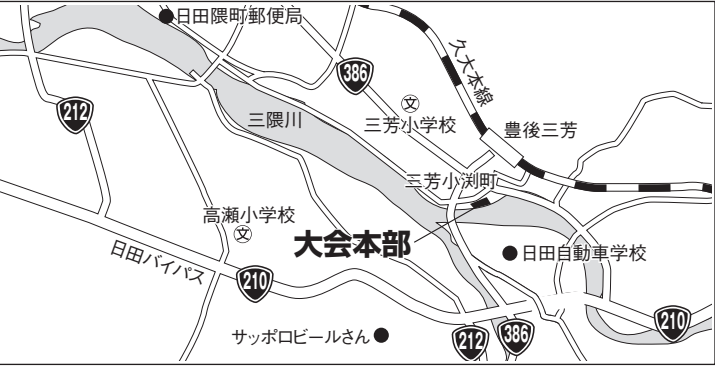 日田隈町郵便局
386
久大本線
212
三隈川
三芳小学校
文
豊後三芳
三芳小渕町
高瀬小学校
文
大会本部
日田自動車学校
日田バイパス
210
210
サッポロビールさん
212
386